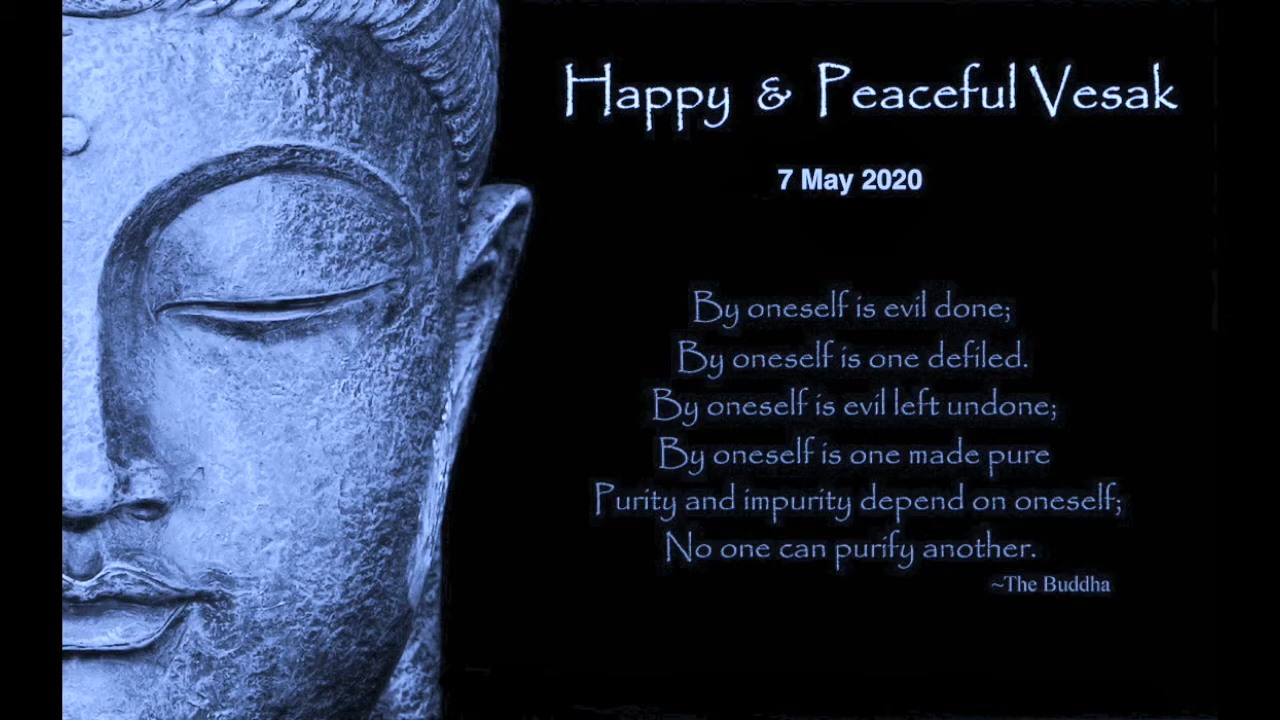 Happy & Peaceful Vesak
7 May 2020
By oneself is evil done;
By oneself is one defiled.
By oneself is evil left undone;
By oneself is one made pure
Purity and impurity depend on oneself;
No one can purify another.
~The Buddha